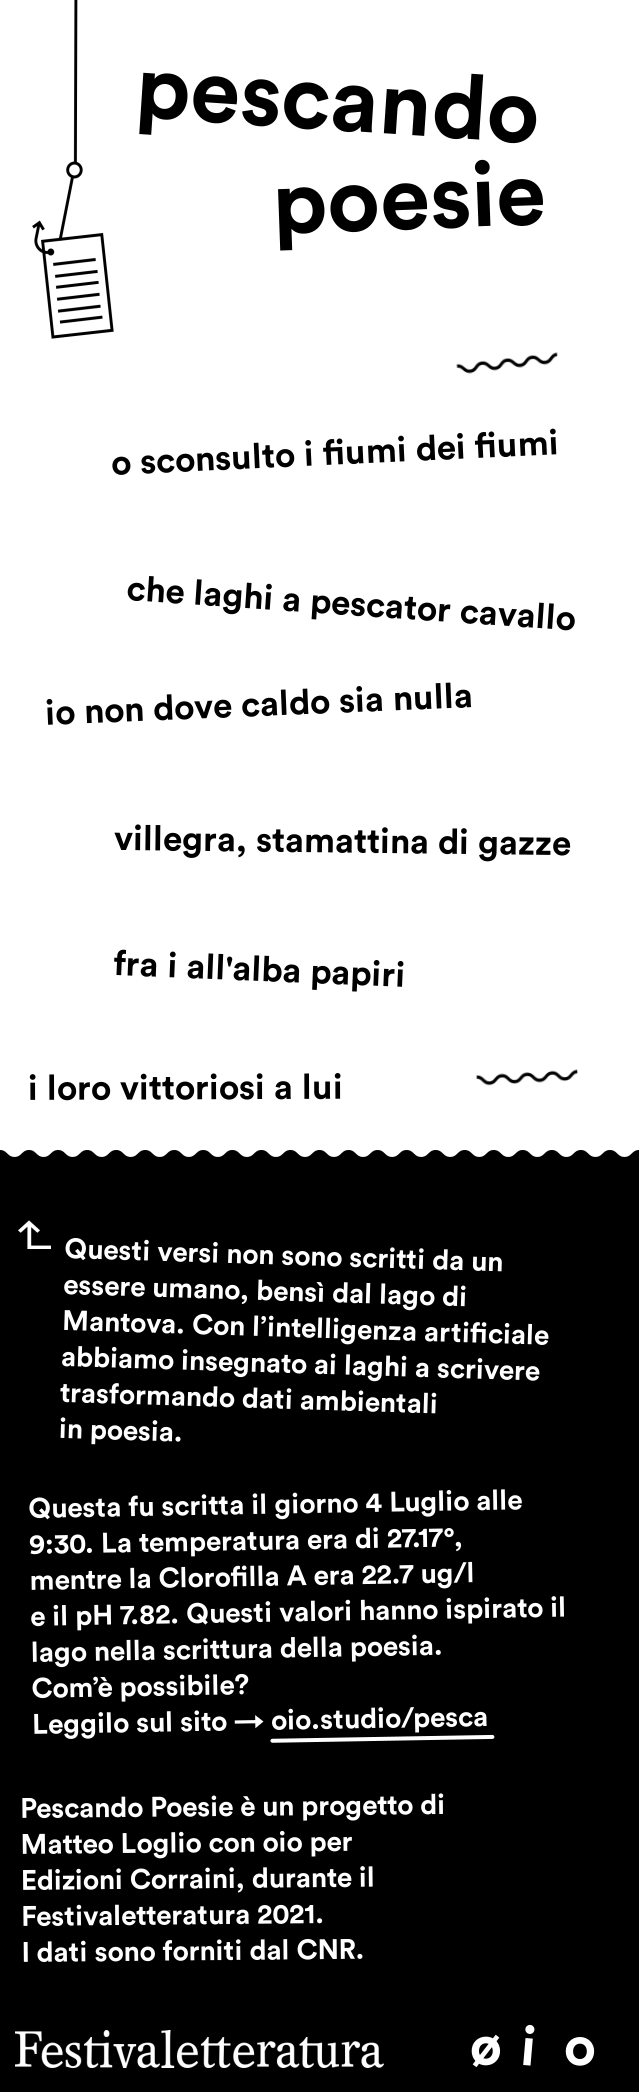 pescando
poesie
o sconsulto i fiumi dei fiumi
che laghi a pescator cavallo
io non dove caldo sia nulla
villegra, stamattina di gazze
fra i all'alba papiri
i loro vittoriosi a lui
Questi versi non sono scritti da un
essere umano, bensì dal lago di
Mantova. Con l’intelligenza artificiale
abbiamo insegnato ai laghi a scrivere
trasformando dati ambientali
in poesia.
Questa fu scritta il giorno 4 Luglio alle
9:30. La temperatura era di 27.17°,
mentre la Clorofilla A era 22.7 ug/l
e il pH 7.82. Questi valori hanno ispirato il
lago nella scrittura della poesia.
Com’è possibile?
Leggilo sul sito → oio.studio/pesca
Pescando Poesie è un progetto di
Matteo Loglio con oio per
Edizioni Corraini, durante il
Festivaletteratura 2021.
I dati sono forniti dal CNR.
Festivaletteratura ø i o